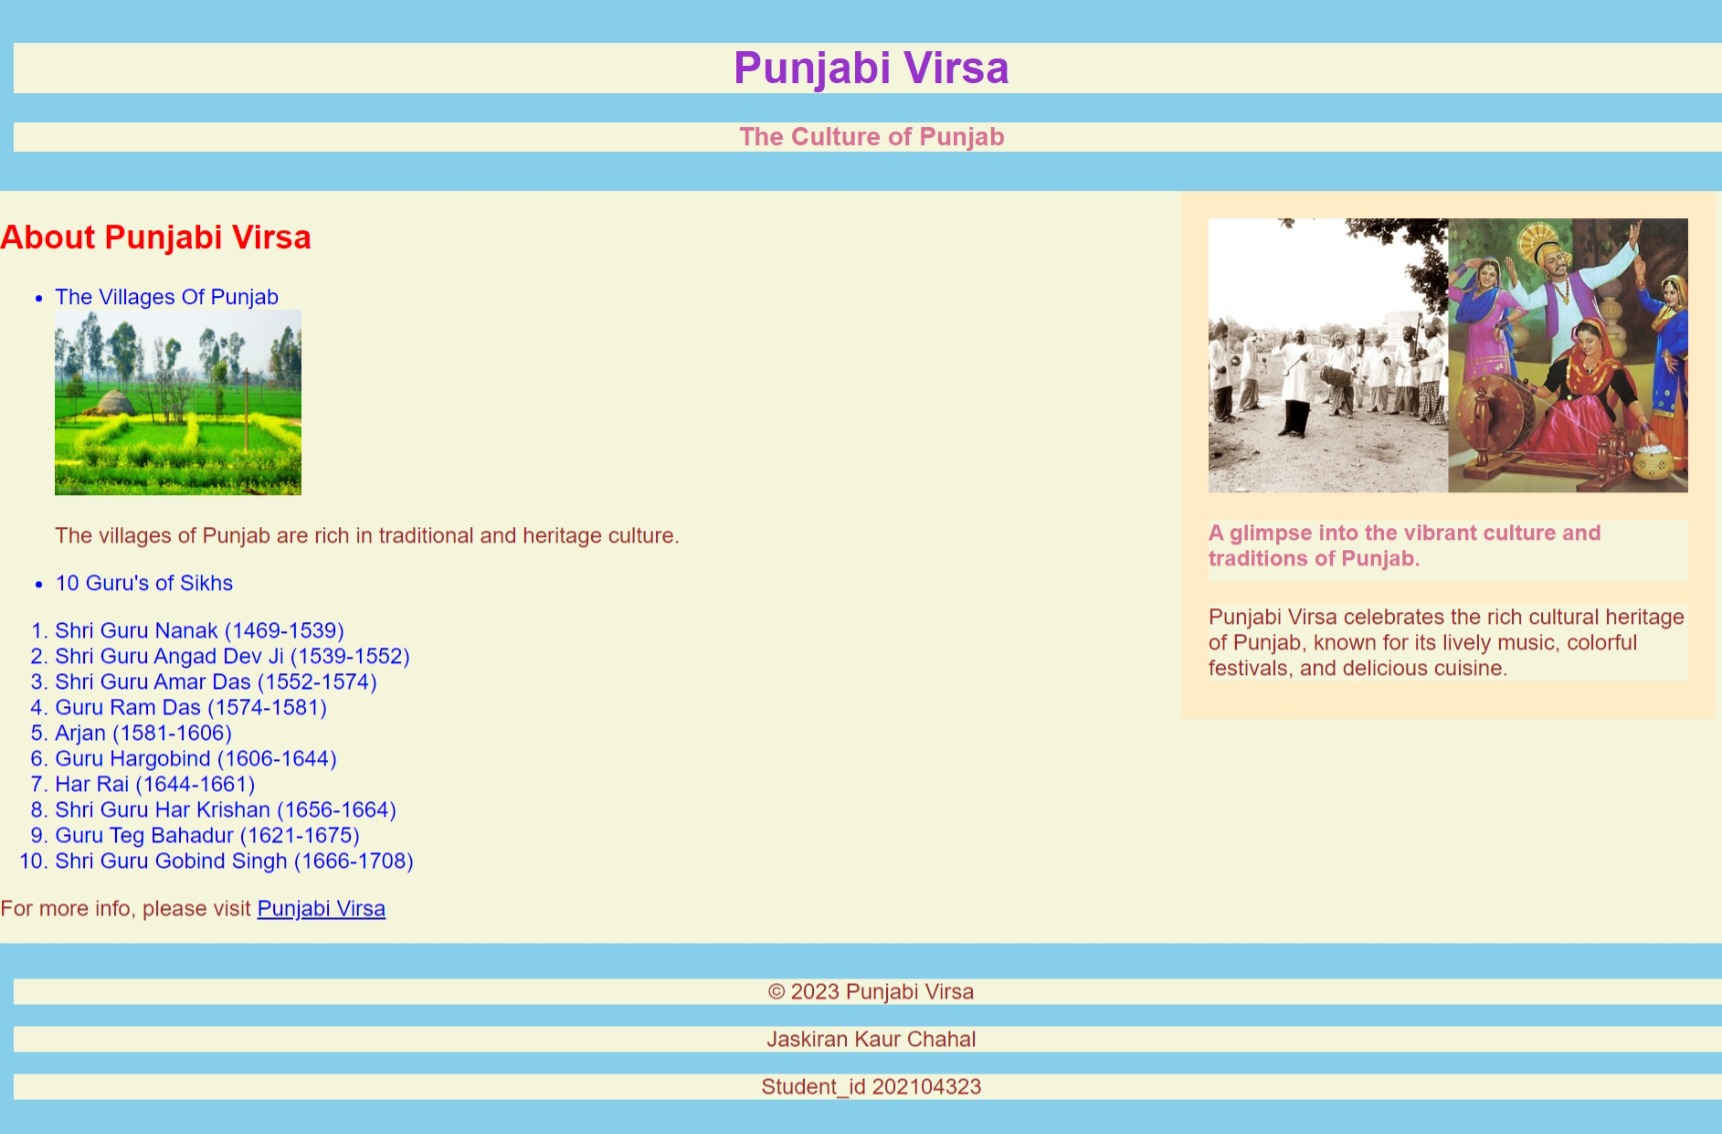 Punjabi Virsa
The Culture of Punjab
About Punjabi Virsa
• The Villages Of Punjab
The villages of Punjab are rich in traditional and heritage culture.
• 10 Guru's of Sikhs
1. Shri Guru Nanak (1469-1539)
2. Shri Guru Angad Dev Ji (1539-1552)
3. Shri Guru Amar Das (1552-1574)
4. Guru Ram Das (1574-1581)
5. Arjan (1581-1606)
6. Guru Hargobind (1606-1644)
7. Har Rai (1644-1661)
8. Shri Guru Har Krishan (1656-1664)
9. Guru Teg Bahadur (1621-1675)
10. Shri Guru Gobind Singh (1666-1708)
For more info, please visit Punjabi Virsa
A glimpse into the vibrant culture and
traditions of Punjab.
Punjabi Virsa celebrates the rich cultural heritage
of Punjab, known for its lively music, colorful
festivals, and delicious cuisine.
© 2023 Punjabi Virsa
Jaskiran Kaur Chahal
Student_id 202104323